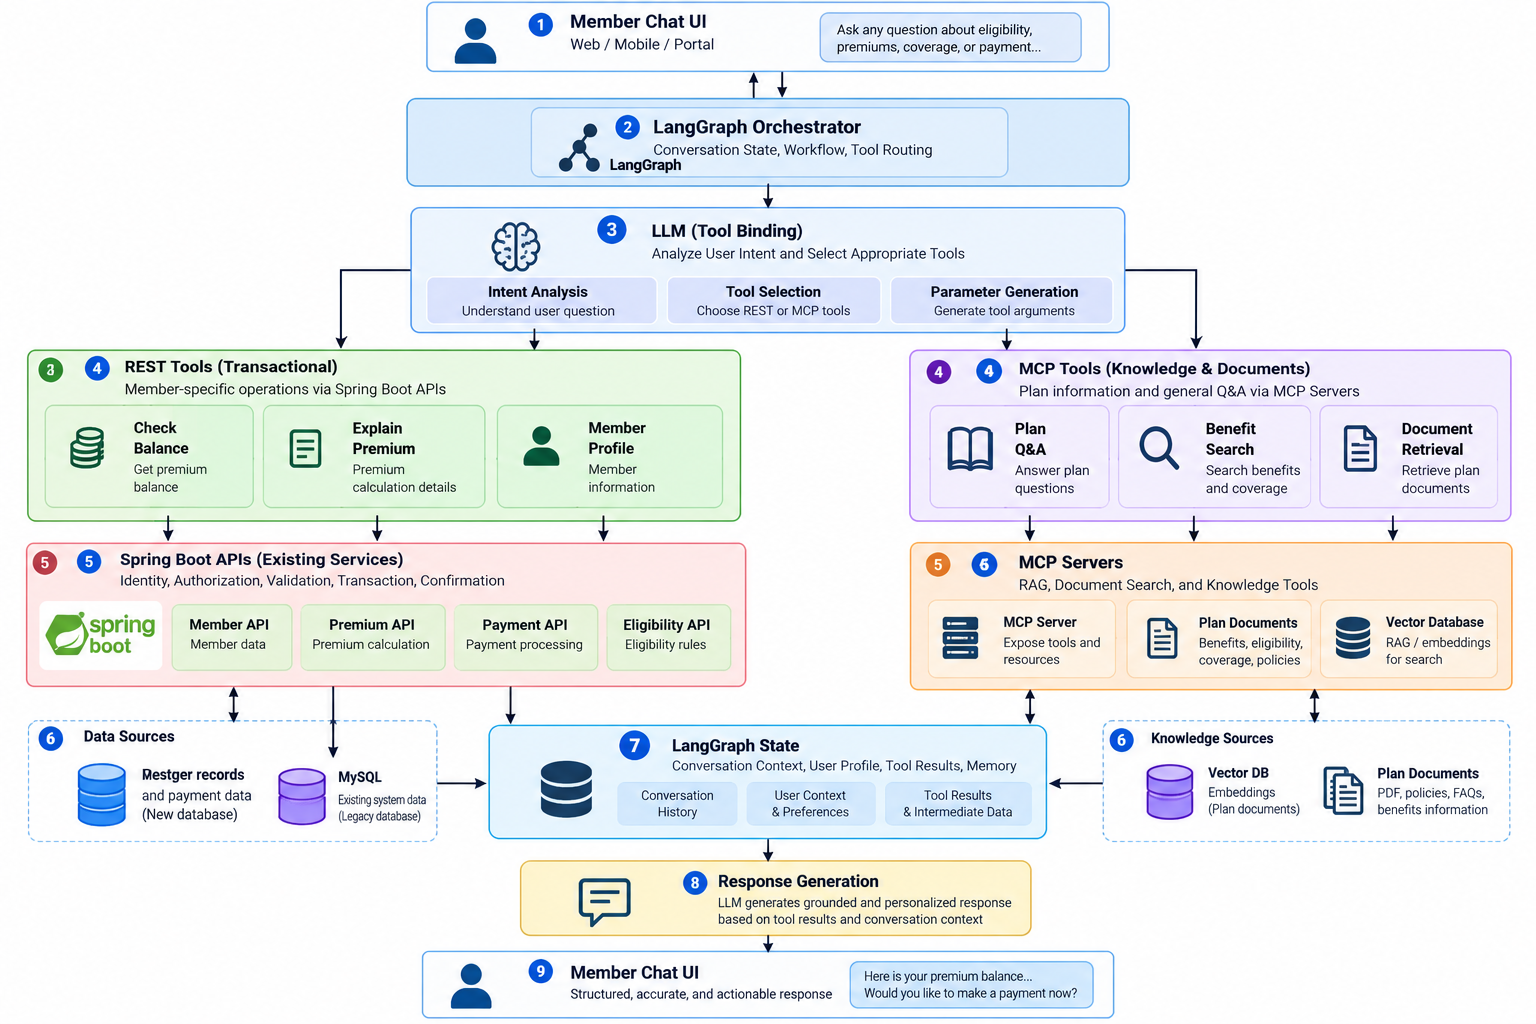 1
Member Chat UI
Web / Mobile / Portal
Ask any question about eligibility,
premiums, coverage, or payment...
2
LangGraph Orchestrator
Conversation State, Workflow, Tool Routing
LangGraph
3
LLM (Tool Binding)
Analyze User Intent and Select Appropriate Tools
Intent Analysis
Understand user question
Tool Selection
Choose REST or MCP tools
Parameter Generation
Generate tool arguments
3
4
REST Tools (Transactional)
Member-specific operations via Spring Boot APIs
Check
Balance
Get premium
balance
Explain
Premium
Premium
calculation details
Member
Profile
Member
information
4
4
MCP Tools (Knowledge & Documents)
Plan information and general Q&A via MCP Servers
Plan
Q&A
Answer plan
questions
Benefit
Search
Search benefits
and coverage
Document
Retrieval
Retrieve plan
documents
5
5
Spring Boot APIs (Existing Services)
Identity, Authorization, Validation, Transaction, Confirmation
spring
boot
Member API
Member data
Premium API
Premium calculation
Payment API
Payment processing
Eligibility API
Eligibility rules
5
6
MCP Servers
RAG, Document Search, and Knowledge Tools
MCP Server
Expose tools and
resources
Plan Documents
Benefits, eligibility,
coverage, policies
Vector Database
RAG / embeddings
for search
6
Data Sources
records
and payment data
(New database)
MySQL
Existing system data
(Legacy database)
7
LangGraph State
Conversation Context, User Profile, Tool Results, Memory
Conversation
History
User Context
& Preferences
Tool Results
& Intermediate Data
6
Knowledge Sources
Vector DB
Embeddings
(Plan documents)
Plan Documents
PDF, policies, FAQs,
benefits information
8
Response Generation
LLM generates grounded and personalized response
based on tool results and conversation context
9
Member Chat UI
Structured, accurate, and actionable response
Here is your premium balance...
Would you like to make a payment now?